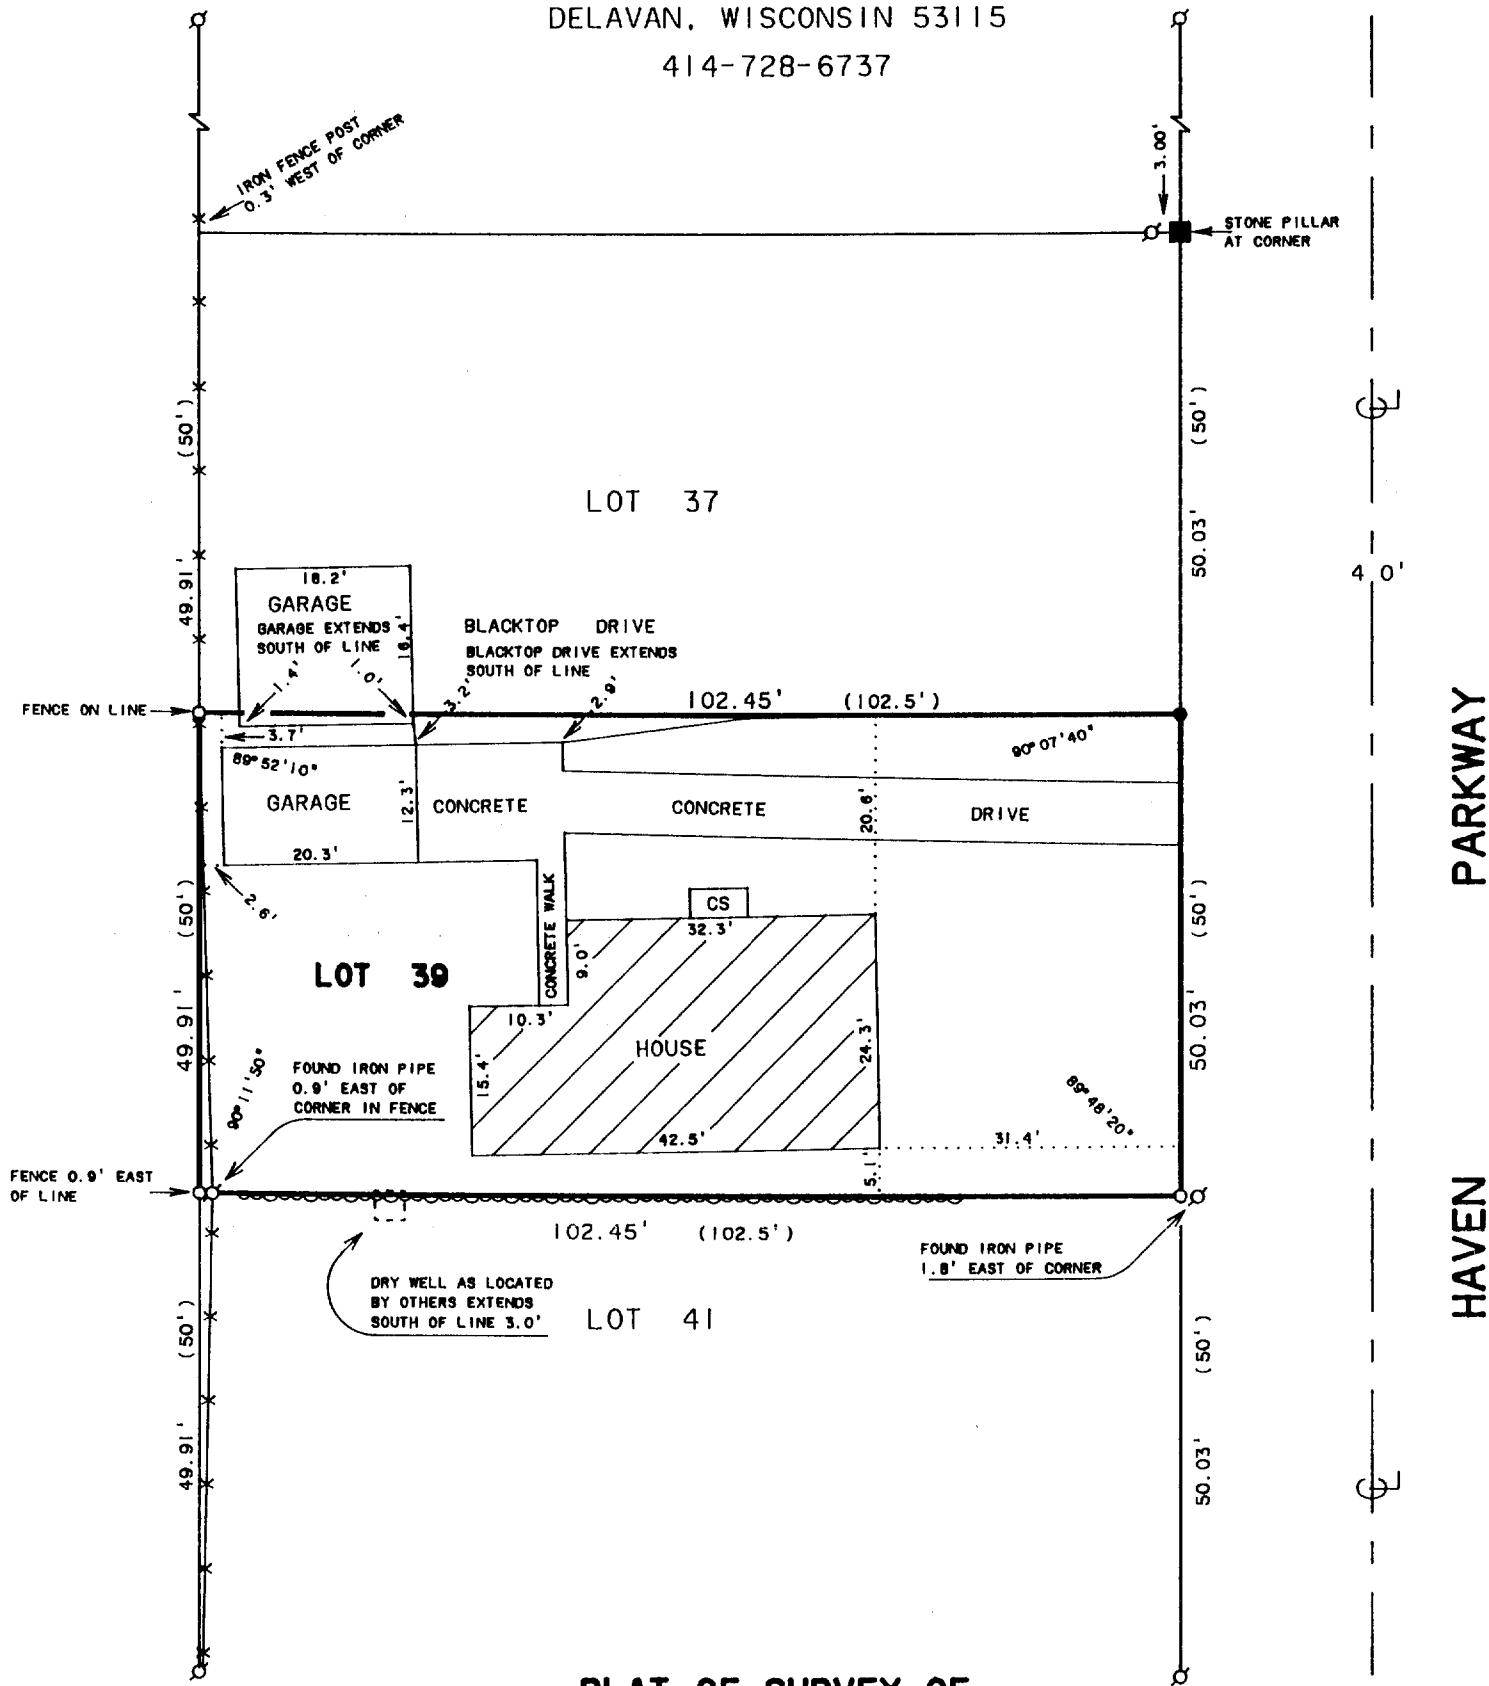 DELAVAN, WISCONSIN 53115
414-728-6737
IRON FENCE POST
0.3' WEST OF CORNER
3.00'
STONE PILLAR
AT CORNER
(50')
(50')
LOT 37
49.91'
50.03'
40'
18.2'
GARAGE
GARAGE EXTENDS
SOUTH OF LINE
16.4'
1.4'
1.0'
BLACKTOP DRIVE
BLACKTOP DRIVE EXTENDS
SOUTH OF LINE
3.2'
2.9'
FENCE ON LINE
102.45' (102.5')
3.7'
89°52'10"
90°07'40"
GARAGE
12.3'
CONCRETE
CONCRETE
20.6'
DRIVE
20.3'
2.6'
(50')
(50')
CONCRETE WALK
CS
32.3'
9.0'
LOT 39
10.3'
HOUSE
15.4'
24.3'
49.91'
50.03'
90°11'50"
FOUND IRON PIPE
0.9' EAST OF
CORNER IN FENCE
89°48'20"
42.5'
31.4'
5.1'
FENCE 0.9' EAST
OF LINE
102.45' (102.5')
FOUND IRON PIPE
1.8' EAST OF CORNER
DRY WELL AS LOCATED
BY OTHERS EXTENDS
SOUTH OF LINE 3.0'
LOT 41
(50')
(50')
49.91'
50.03'
HAVEN PARKWAY
PLAT OF SURVEY OF